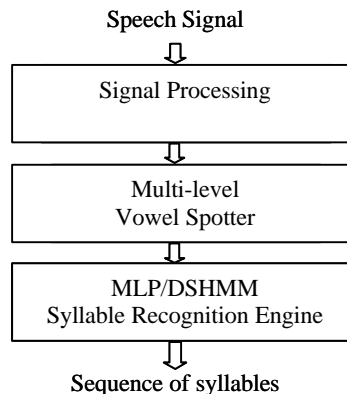 Speech Signal
Signal Processing
Multi-level
Vowel Spotter
MLP/DSHMM
Syllable Recognition Engine
Sequence of syllables